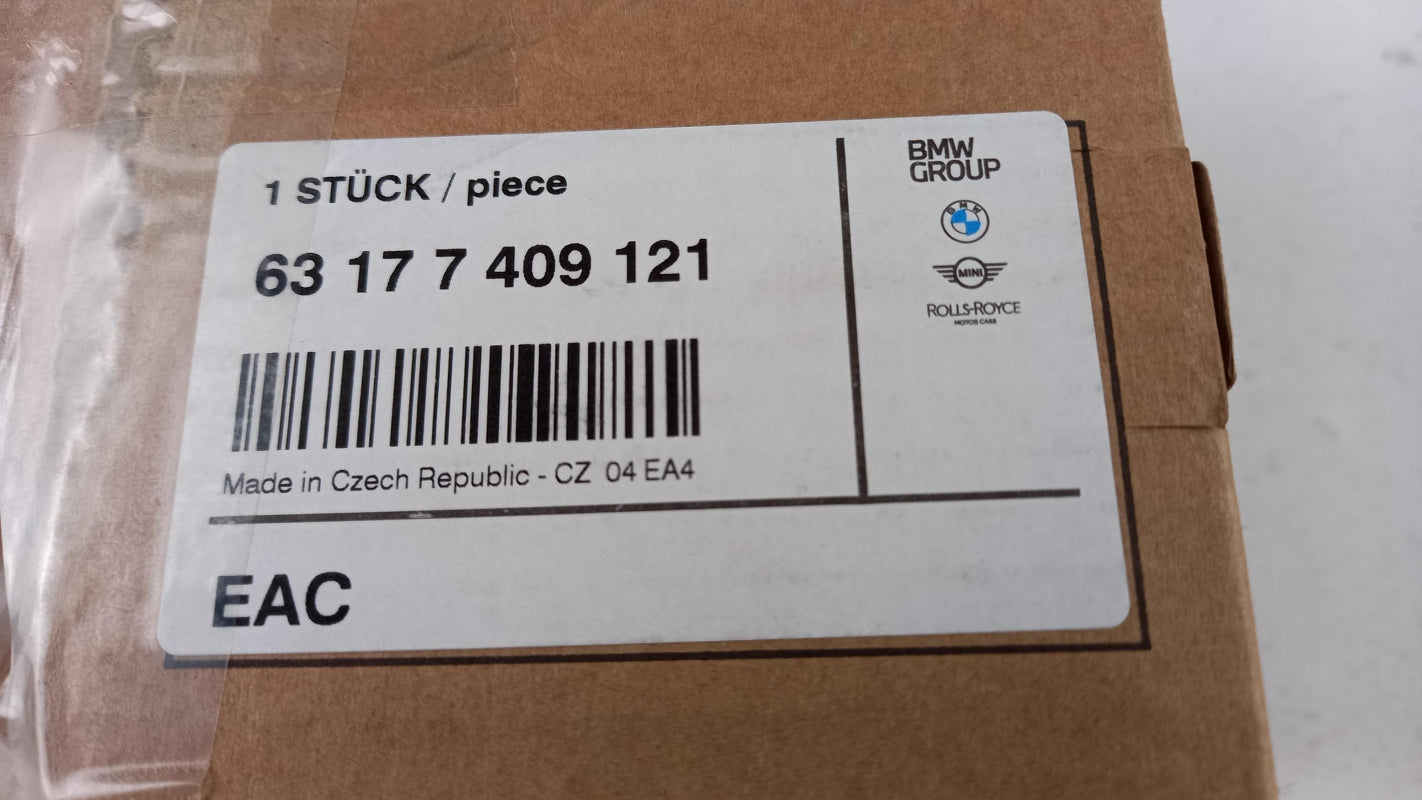 1 STÜCK / piece
63 17 7 409 121
Made in Czech Republic - CZ 04 EA4
EAC
BMW
GROUP
BMW
MINI
ROLLS-ROYCE
MOTOR CARS